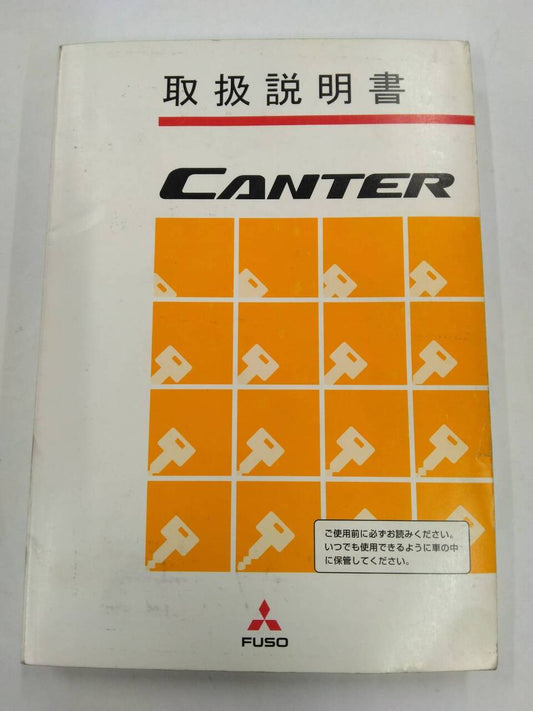 取扱説明書
CANTER
ご使用前に必ずお読みください。
いつでも使用できるように車の中
に保管してください。
FUSO